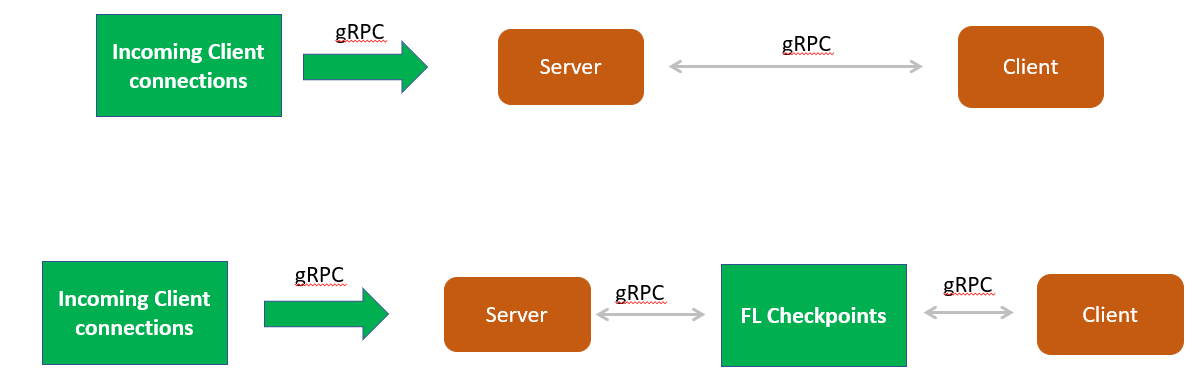 gRPC
Incoming Client
connections
Server
gRPC
Client
gRPC
Incoming Client
connections
Server
gRPC
FL Checkpoints
gRPC
Client